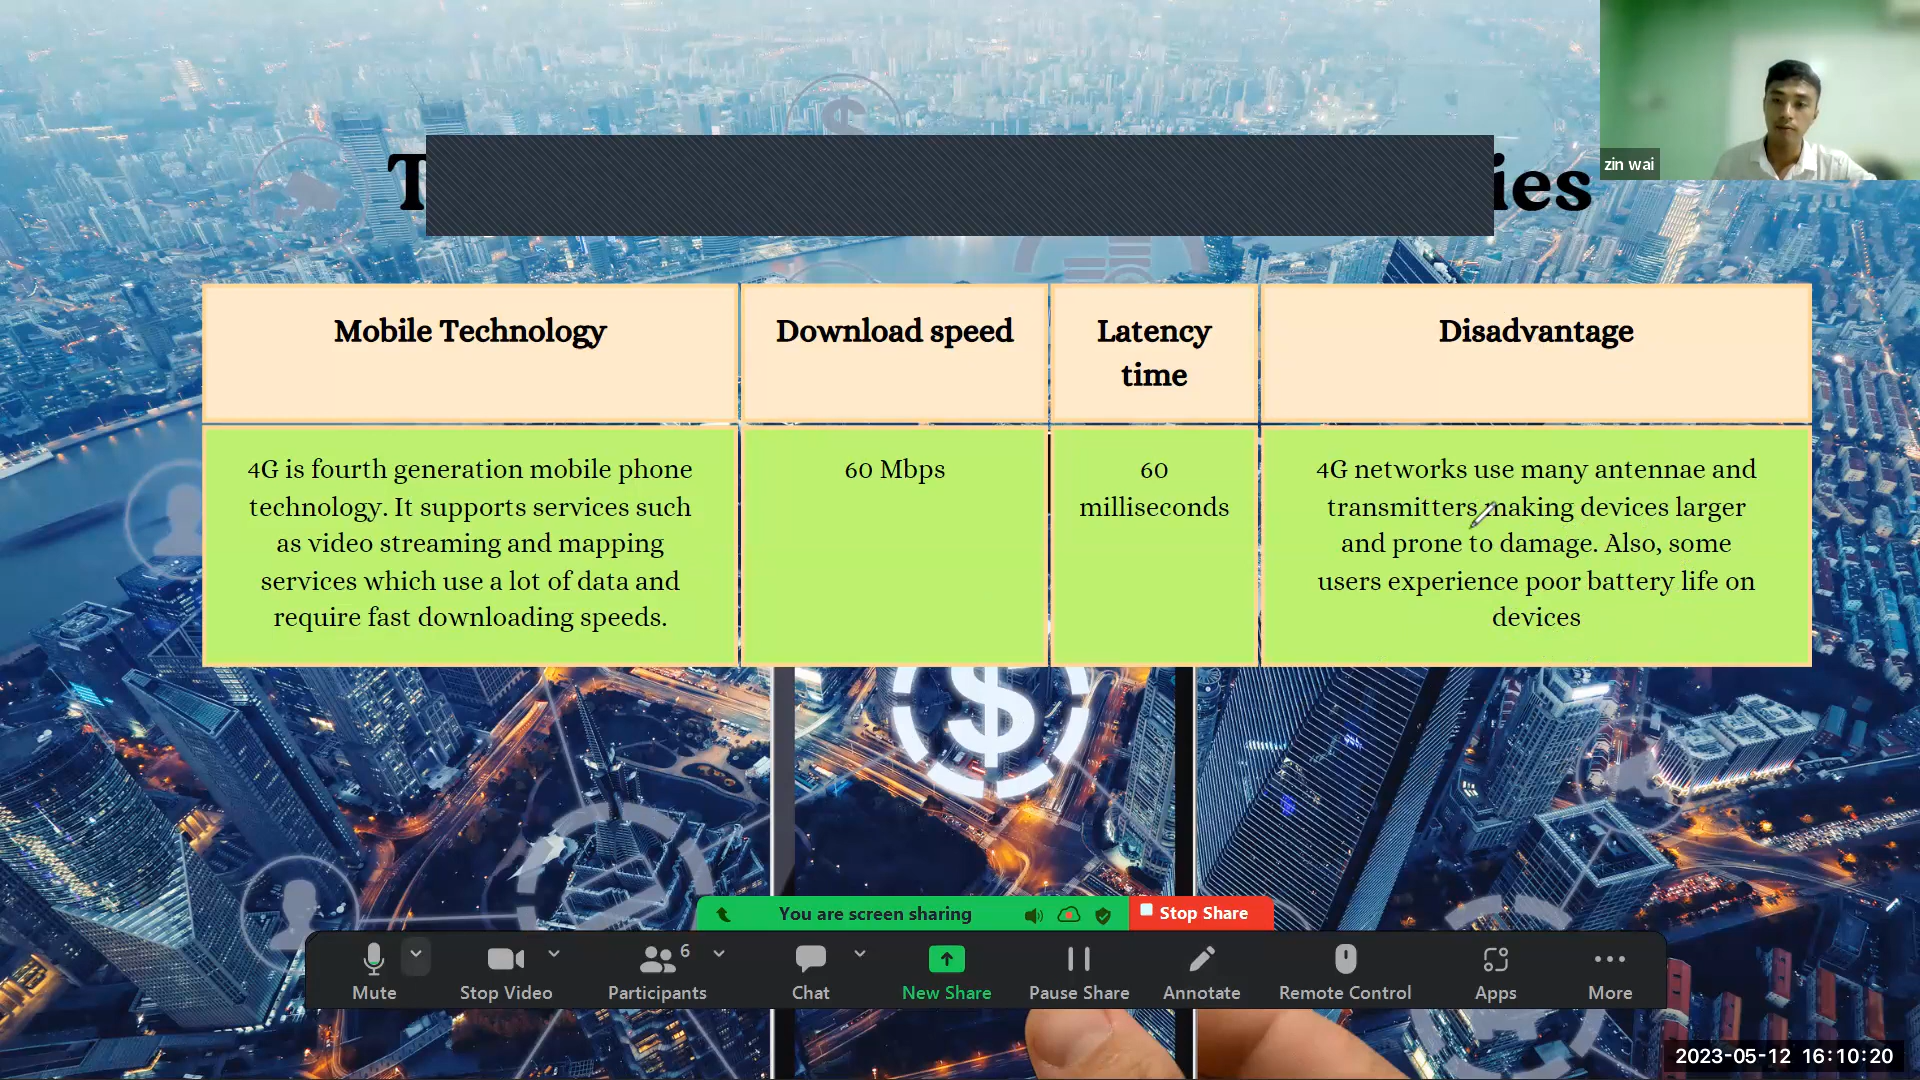 zin wai
Mobile Technology
Download speed
Latency
time
Disadvantage
4G is fourth generation mobile phone
technology. It supports services such
as video streaming and mapping
services which use a lot of data and
require fast downloading speeds.
60 Mbps
60
milliseconds
4G networks use many antennae and
transmitters making devices larger
and prone to damage. Also, some
users experience poor battery life on
devices
You are screen sharing
Stop Share
6
Mute
Stop Video
Participants
Chat
New Share
Pause Share
Annotate
Remote Control
Apps
More
2023-05-12 16:10:20